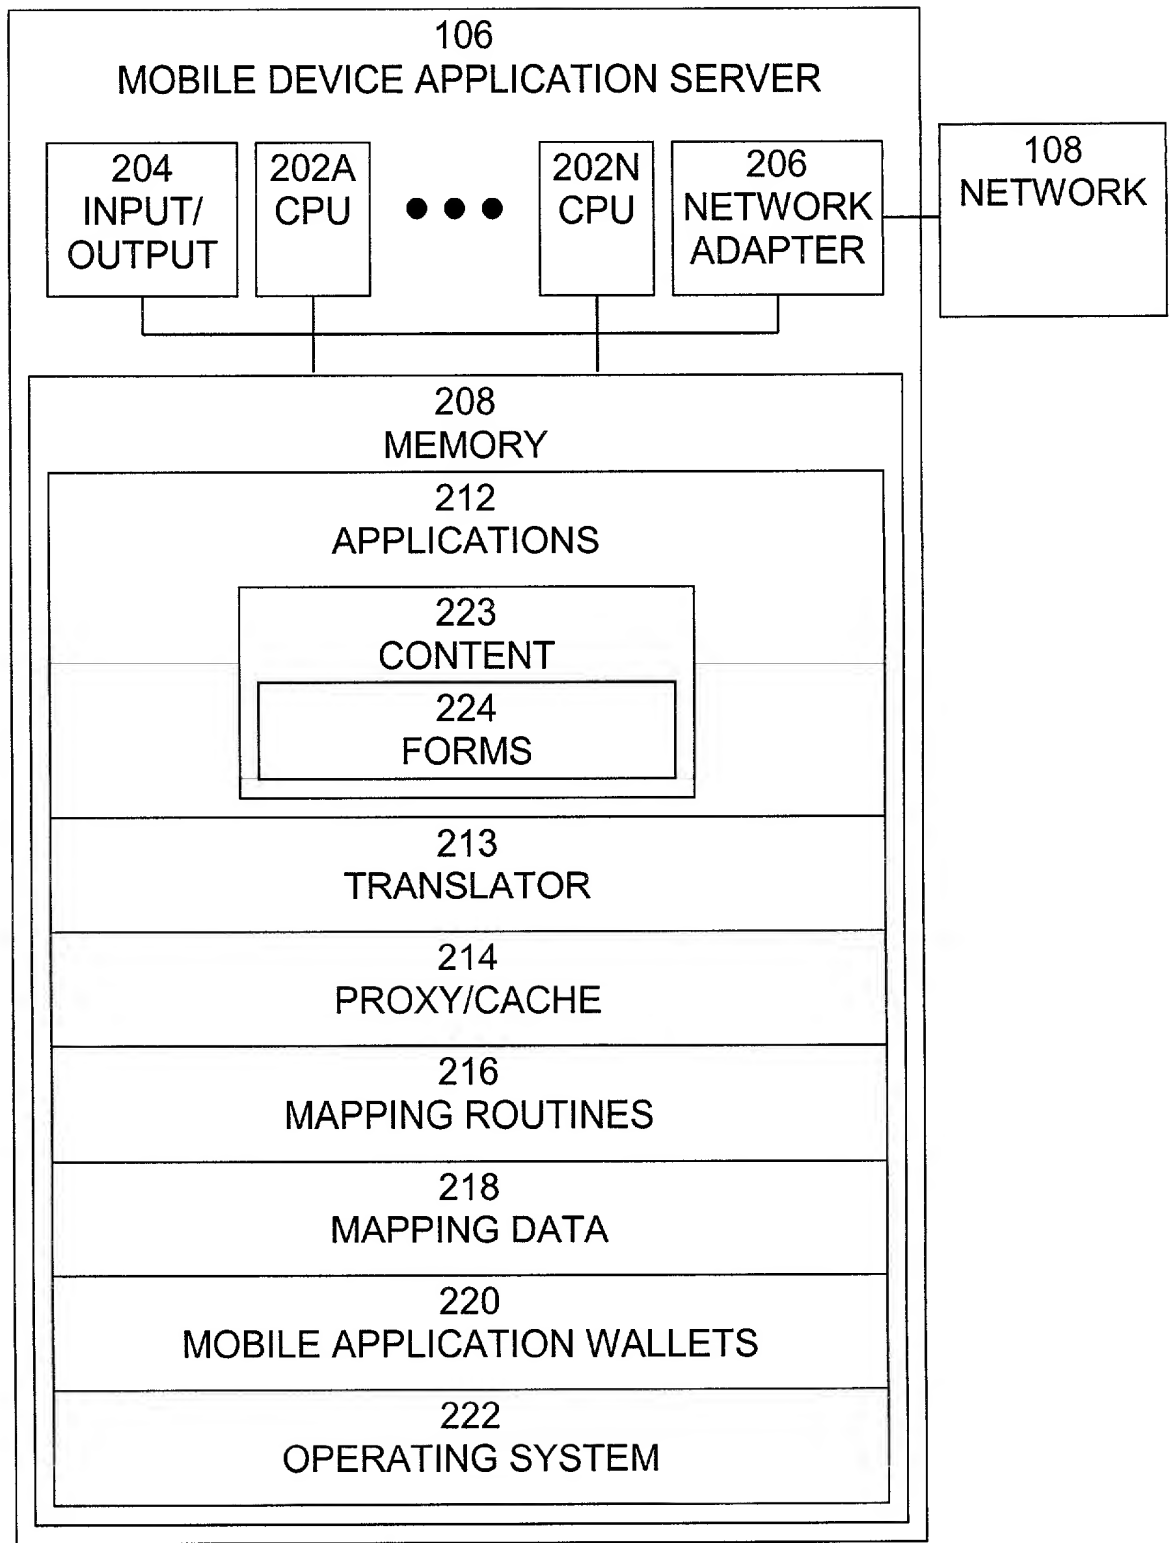 106
MOBILE DEVICE APPLICATION SERVER
204
INPUT/
OUTPUT
202A
CPU
202N
CPU
206
NETWORK
ADAPTER
108
NETWORK
208
MEMORY
212
APPLICATIONS
223
CONTENT
224
FORMS
213
TRANSLATOR
214
PROXY/CACHE
216
MAPPING ROUTINES
218
MAPPING DATA
220
MOBILE APPLICATION WALLETS
222
OPERATING SYSTEM